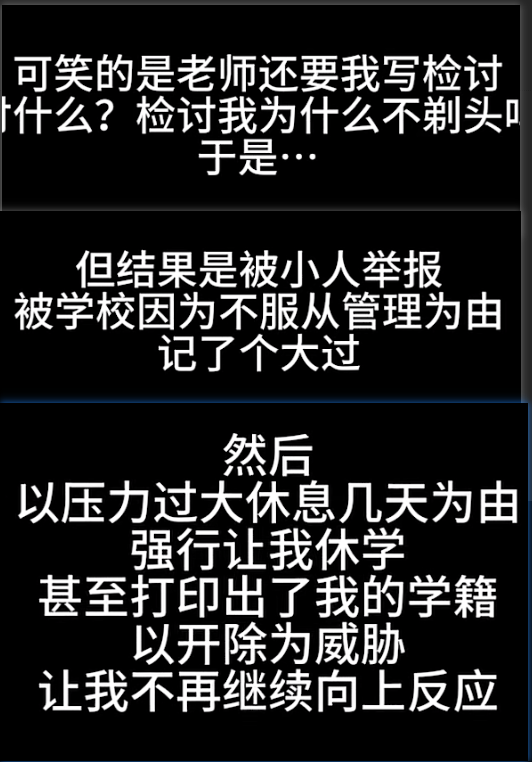 可笑的是老师还要我写检讨
什么？检讨我为什么不剃头
于是…
但结果是被小人举报
被学校因为不服从管理为由
记了个大过
然后
以压力过大休息几天为由
强行让我休学
甚至打印出了我的学籍
以开除为威胁
让我不再继续向上反应